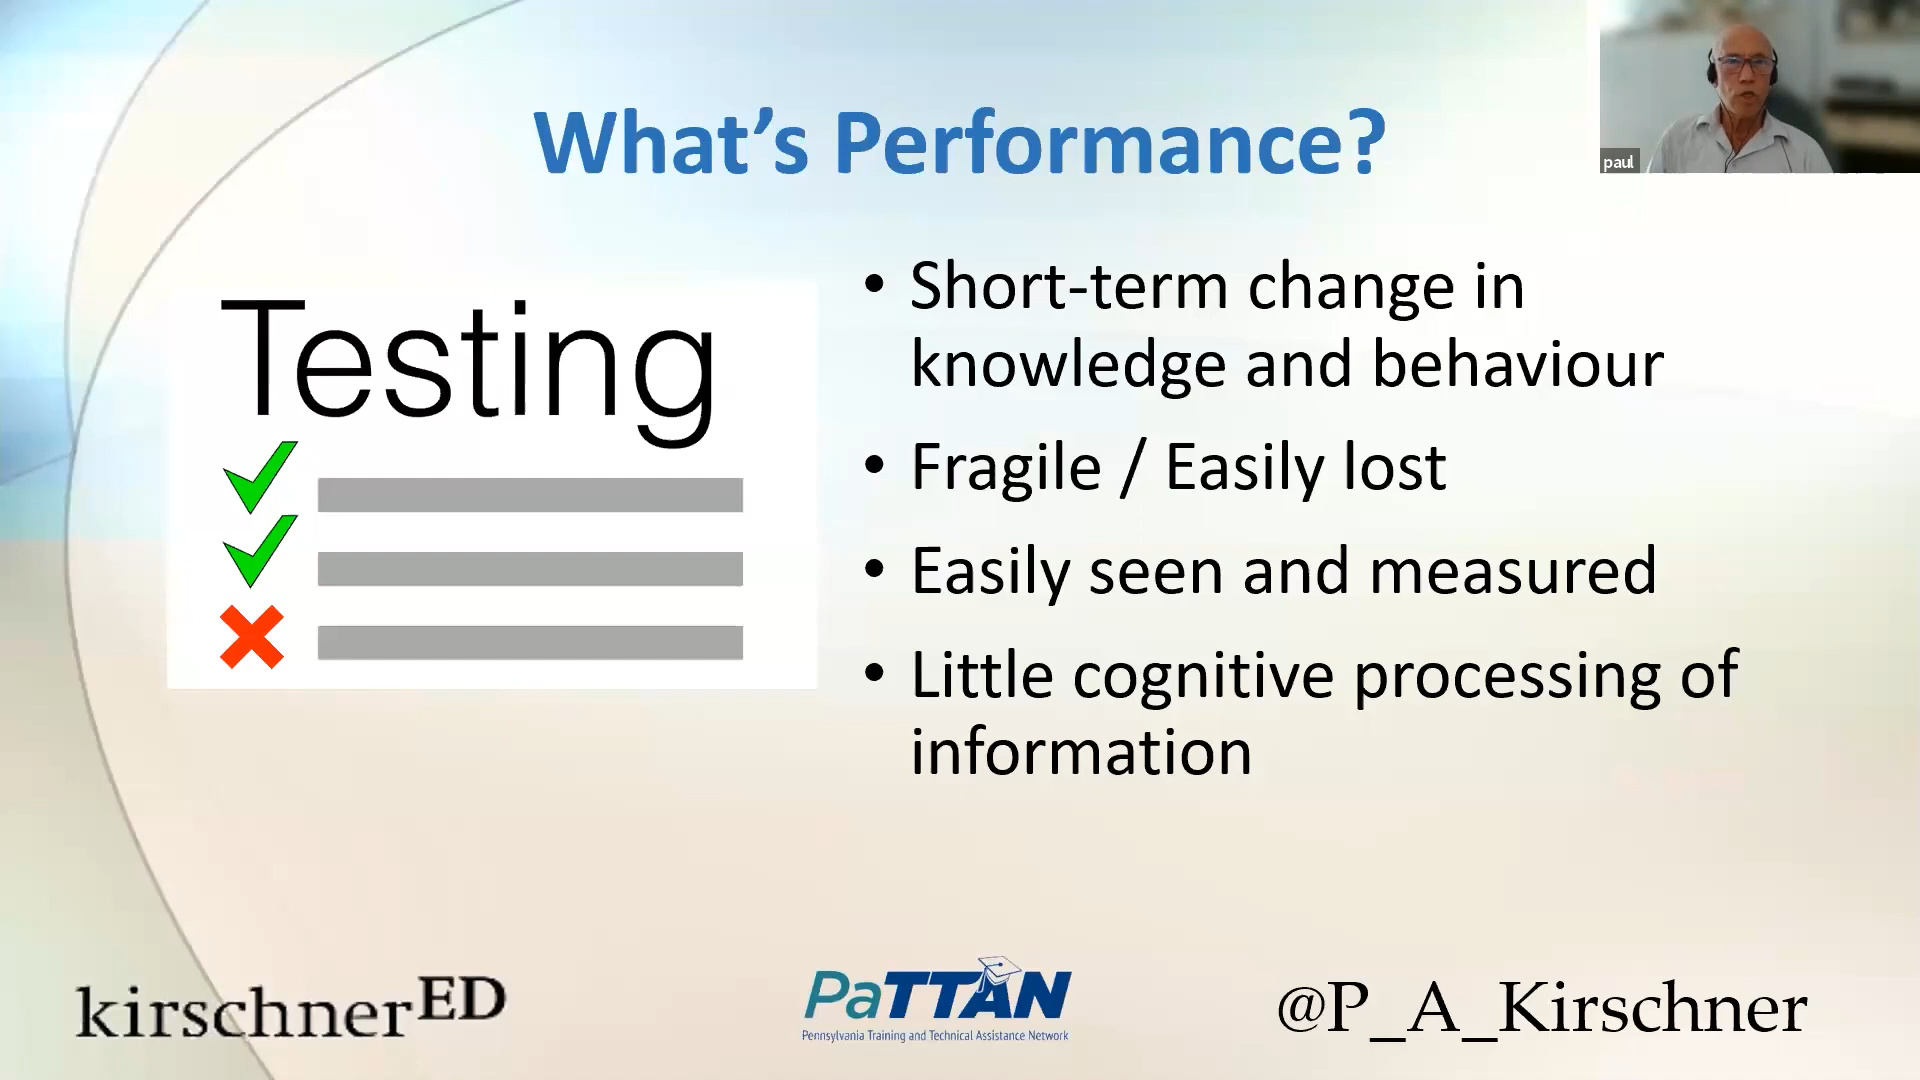 What’s Performance?
paul
Testing
• Short-term change in
knowledge and behaviour
• Fragile / Easily lost
• Easily seen and measured
• Little cognitive processing of
information
kirschnerED
PaTTAN
Pennsylvania Training and Technical Assistance Network
@P_A_Kirschner